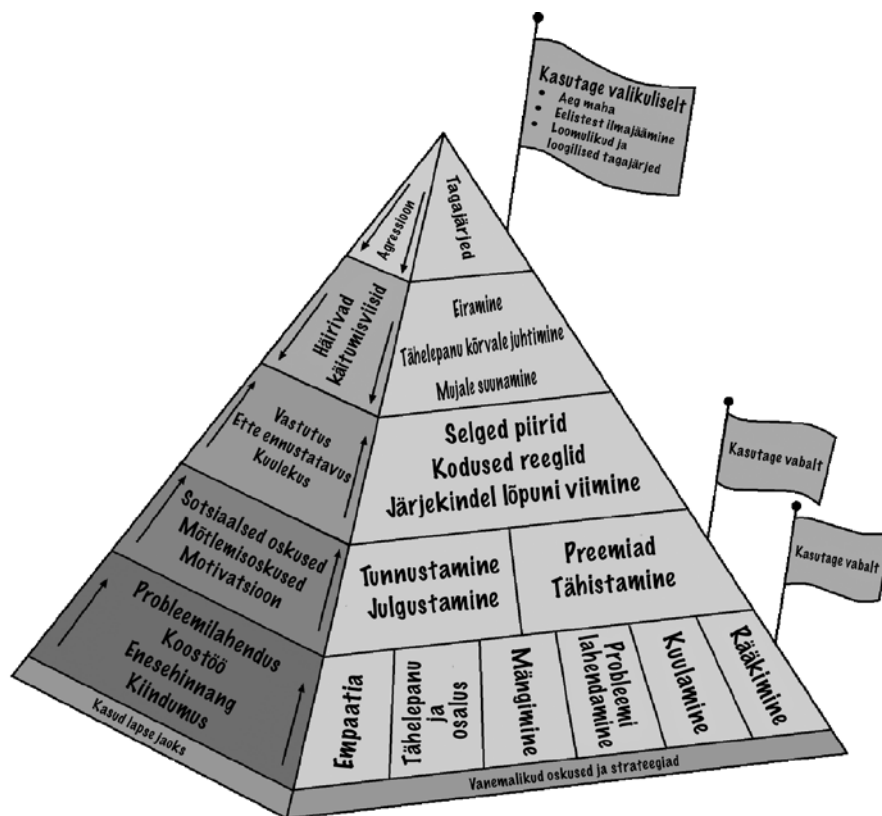 Kasutage valikuliselt
• Aeg maha
• Eelistest ilmajäämine
• Loomulikud ja
loogilised tagajärjed
Agressioon
Tagajärjed
Häirivad
käitumisviisid
Eiramine
Tähelepanu kõrvale juhtimine
Mujale suunamine
Vastutus
Ette ennustatavus
Kuulekus
Selged piirid
Kodused reeglid
Järjekindel lõpuni viimine
Kasutage vabalt
Sotsiaalsed oskused
Mõtlemisoskused
Motivatsioon
Tunnustamine
Julgustamine
Preemiad
Tähistamine
Kasutage vabalt
Probleemilahendus
Koostöö
Enesehinnang
Kiindumus
Empaatia
Tähelepanu
ja
osalus
Mängimine
Probleemi
lahendamine
Kuulamine
Rääkimine
Kasud lapse jaoks
Vanemalikud oskused ja strateegiad